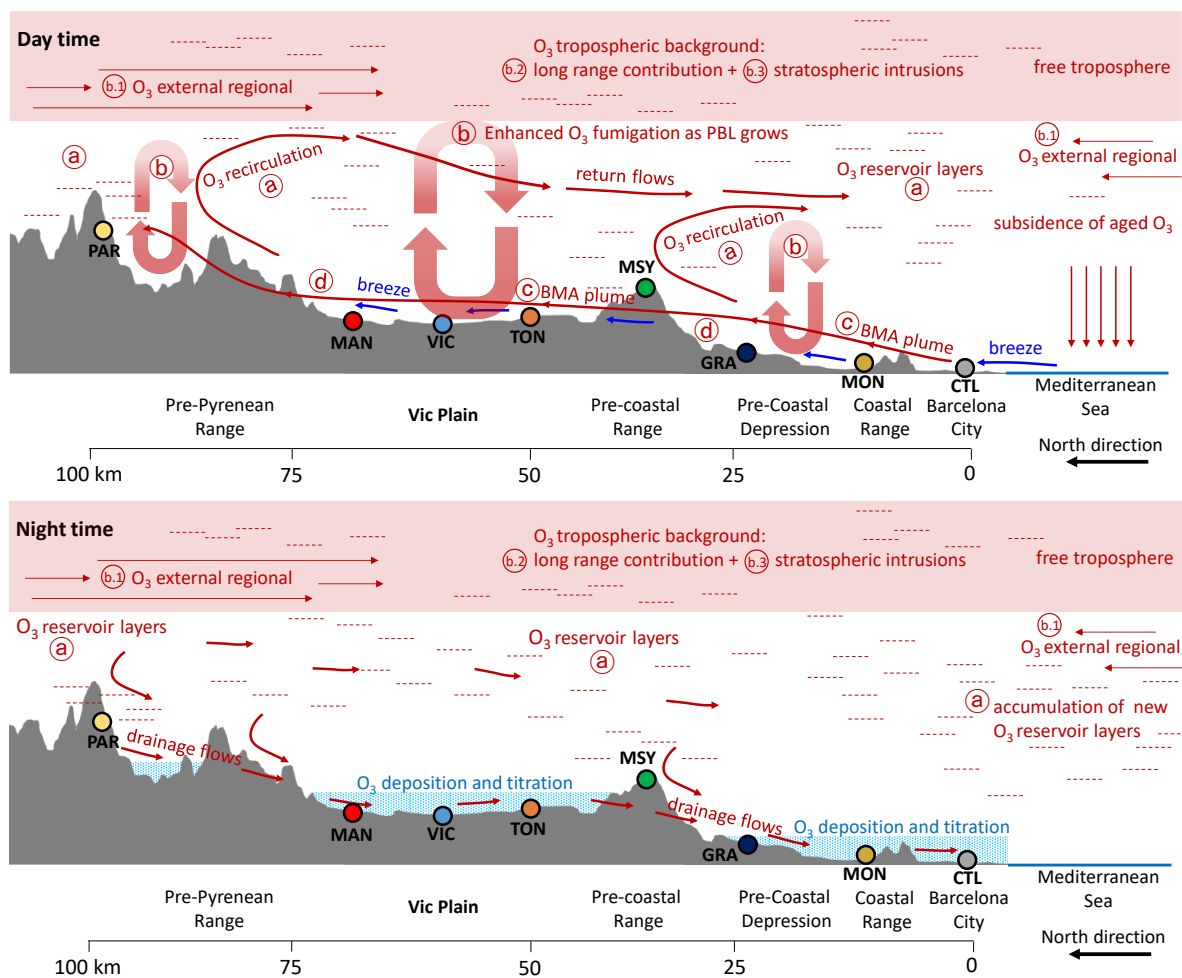 Day time
O3 tropospheric background:
b.2 long range contribution + b.3 stratospheric intrusions
free troposphere
b.1 O3 external regional
b Enhanced O3 fumigation as PBL grows
b.1
O3 external regional
a
b
O3 recirculation
a
return flows
O3 reservoir layers
a
subsidence of aged O3
O3 recirculation
a
b
PAR
MSY
d
breeze
c BMA plume
d
c BMA plume
breeze
MAN
VIC
TON
GRA
MON
CTL
Pre-Pyrenean
Range
Vic Plain
Pre-coastal
Range
Pre-Coastal
Depression
Coastal
Range
Barcelona
City
Mediterranean
Sea
North direction
100 km
75
50
25
0
Night time
O3 tropospheric background:
b.2 long range contribution + b.3 stratospheric intrusions
free troposphere
b.1 O3 external regional
O3 reservoir layers
a
O3 reservoir layers
a
b.1
O3 external regional
a accumulation of new
O3 reservoir layers
PAR
drainage flows
MSY
O3 deposition and titration
drainage flows
O3 deposition and titration
MAN
VIC
TON
GRA
MON
CTL
Pre-Pyrenean
Range
Vic Plain
Pre-coastal
Range
Pre-Coastal
Depression
Coastal
Range
Barcelona
City
Mediterranean
Sea
North direction
100 km
75
50
25
0